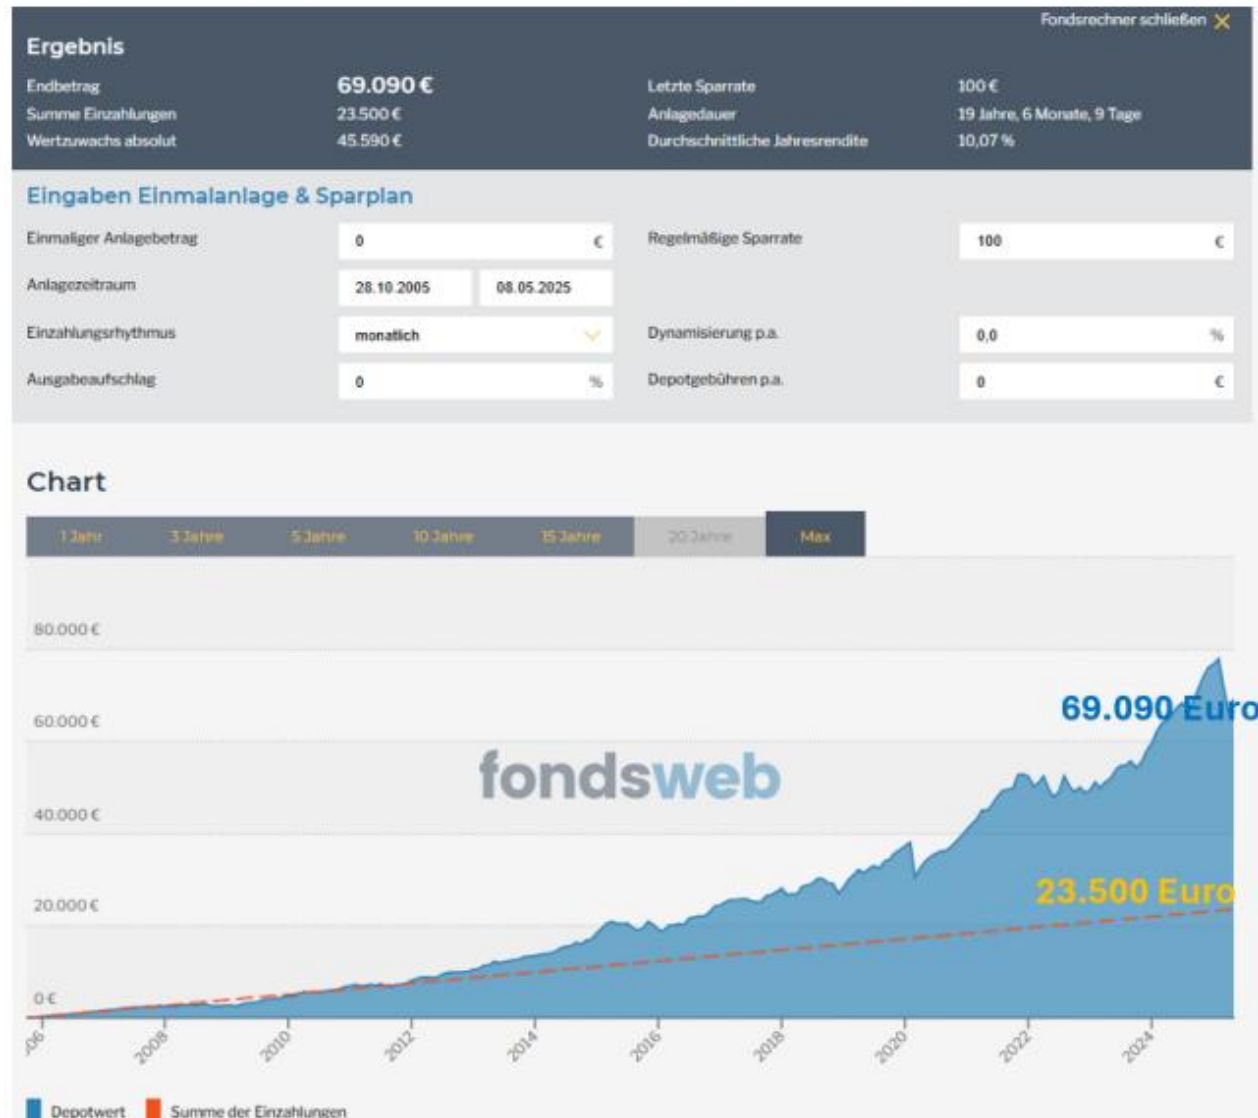 Fondsrechner schließen
Ergebnis
Endbetrag 69.090 € Letzte Sparrate 100 €
Summe Einzahlungen 23.500 € Anlagedauer 19 Jahre, 6 Monate, 9 Tage
Wertzuwachs absolut 45.590 € Durchschnittliche Jahresrendite 10,07 %
Eingaben Einmalanlage & Sparplan
Einmaliger Anlagebetrag 0 € Regelmäßige Sparrate 100 €
Anlagezeitraum 28.10.2005 08.05.2025
Einzahlungsrhythmus monatlich Dynamisierung p.a. 0,0 %
Ausgabeaufschlag 0 % Depotgebühren p.a. 0 €
Chart
1 Jahr 3 Jahre 5 Jahre 10 Jahre 15 Jahre 20 Jahre Max
80.000 €
69.090 Euro
60.000 €
fondsweb
40.000 €
23.500 Euro
20.000 €
0 €
06 2008 2010 2012 2014 2016 2018 2020 2022 2024
Depotwert Summe der Einzahlungen